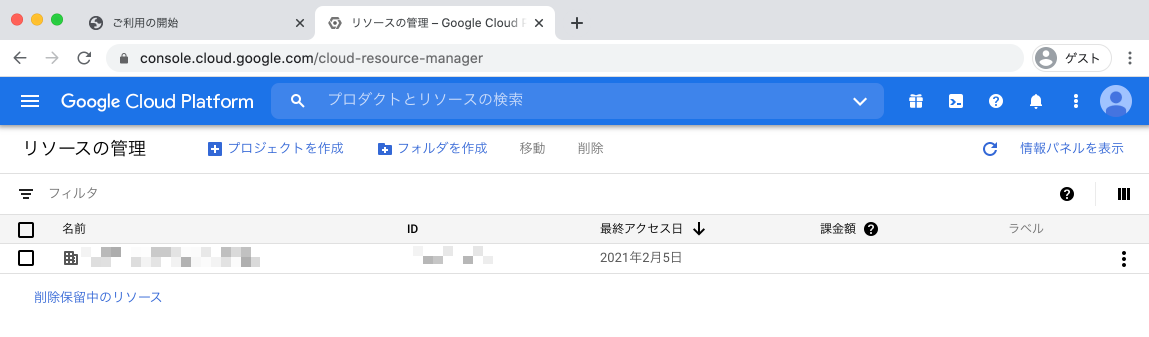 ご利用の開始
リソースの管理 – Google Cloud P
console.cloud.google.com/cloud-resource-manager
ゲスト
Google Cloud Platform
プロダクトとリソースの検索
リソースの管理
プロジェクトを作成
フォルダを作成
移動
削除
情報パネルを表示
フィルタ
名前
ID
最終アクセス日
課金額
ラベル
2021年2月5日
削除保留中のリソース